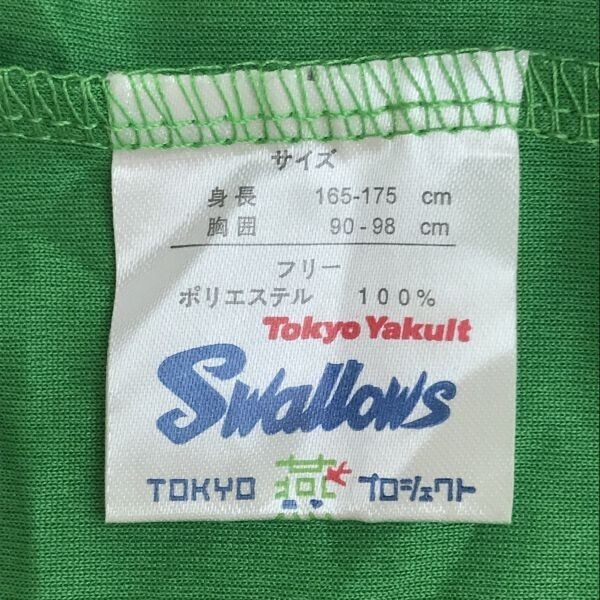 サイズ
身長 165-175 cm
胸囲 90-98 cm
フリー
ポリエステル 100%
Tokyo Yakult
Swallows
TOKYO 燕 プロジェクト